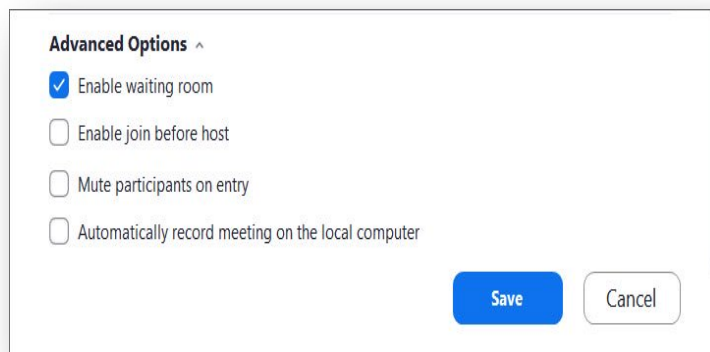 Advanced Options
Enable waiting room
Enable join before host
Mute participants on entry
Automatically record meeting on the local computer
Save Cancel